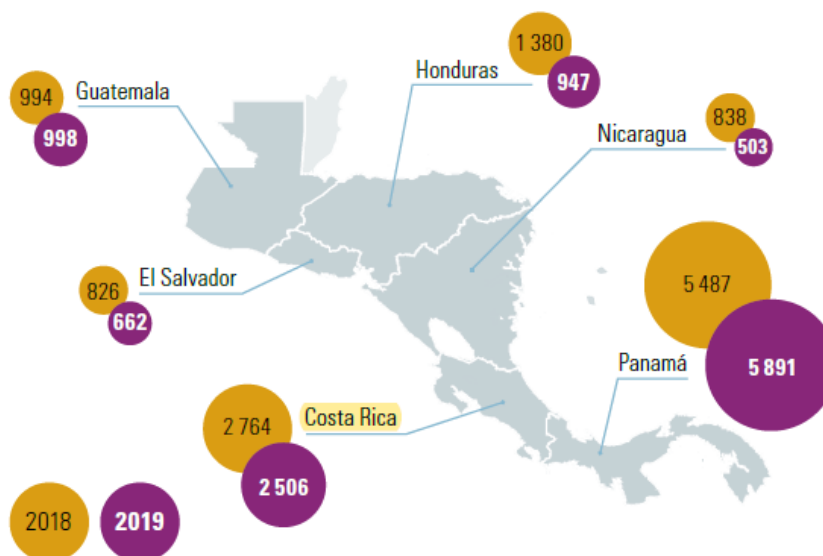 1 380
Honduras
947
994
Guatemala
998
838
Nicaragua
503
826
El Salvador
662
5 487
Panamá
5 891
2 764
Costa Rica
2 506
2018
2019